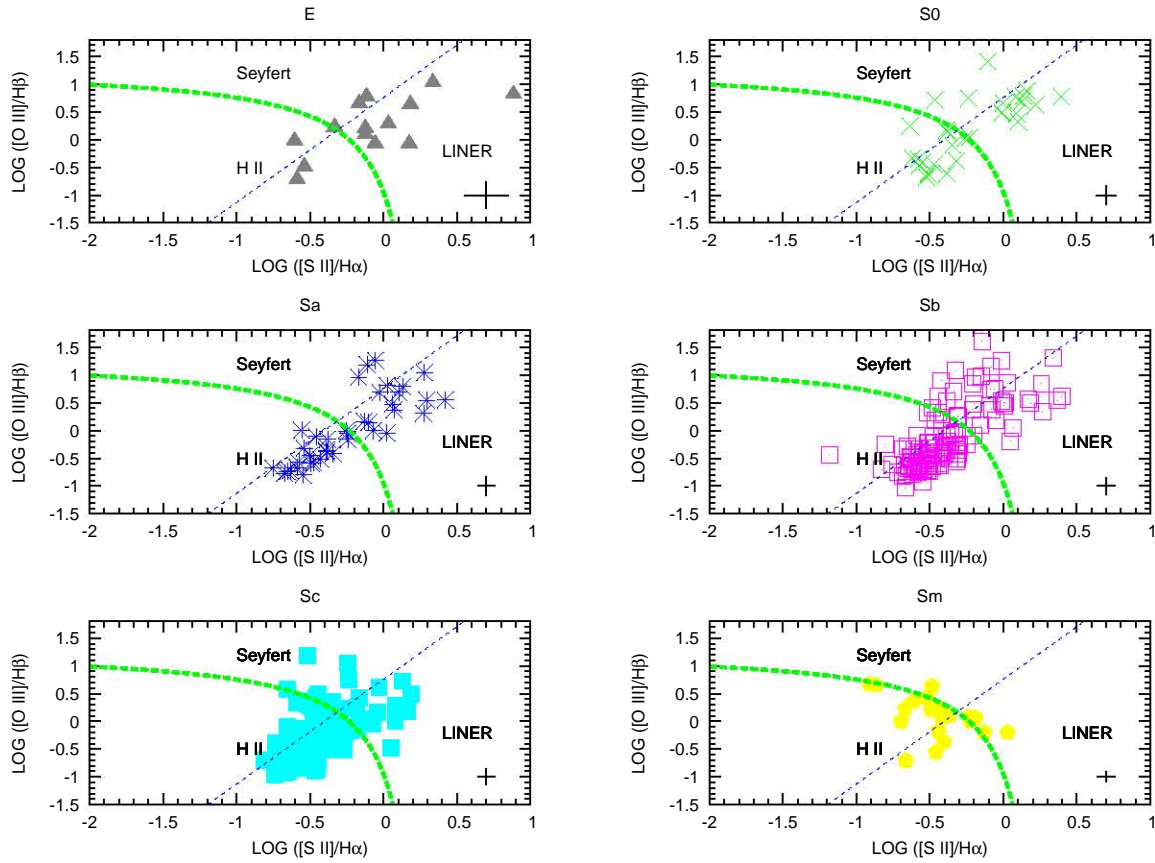 E
S0
1.5
1
0.5
0
-0.5
-1
-1.5
LOG ([O III]/Hβ)
Seyfert
H II
LINER
-2 -1.5 -1 -0.5 0 0.5 1
LOG ([S II]/Hα)
1.5
1
0.5
0
-0.5
-1
-1.5
LOG ([O III]/Hβ)
Seyfert
H II
LINER
-2 -1.5 -1 -0.5 0 0.5 1
LOG ([S II]/Hα)
Sa
Sb
1.5
1
0.5
0
-0.5
-1
-1.5
LOG ([O III]/Hβ)
Seyfert
H II
LINER
-2 -1.5 -1 -0.5 0 0.5 1
LOG ([S II]/Hα)
1.5
1
0.5
0
-0.5
-1
-1.5
LOG ([O III]/Hβ)
Seyfert
H II
LINER
-2 -1.5 -1 -0.5 0 0.5 1
LOG ([S II]/Hα)
Sc
Sm
1.5
1
0.5
0
-0.5
-1
-1.5
LOG ([O III]/Hβ)
Seyfert
H II
LINER
-2 -1.5 -1 -0.5 0 0.5 1
LOG ([S II]/Hα)
1.5
1
0.5
0
-0.5
-1
-1.5
LOG ([O III]/Hβ)
Seyfert
H II
LINER
-2 -1.5 -1 -0.5 0 0.5 1
LOG ([S II]/Hα)